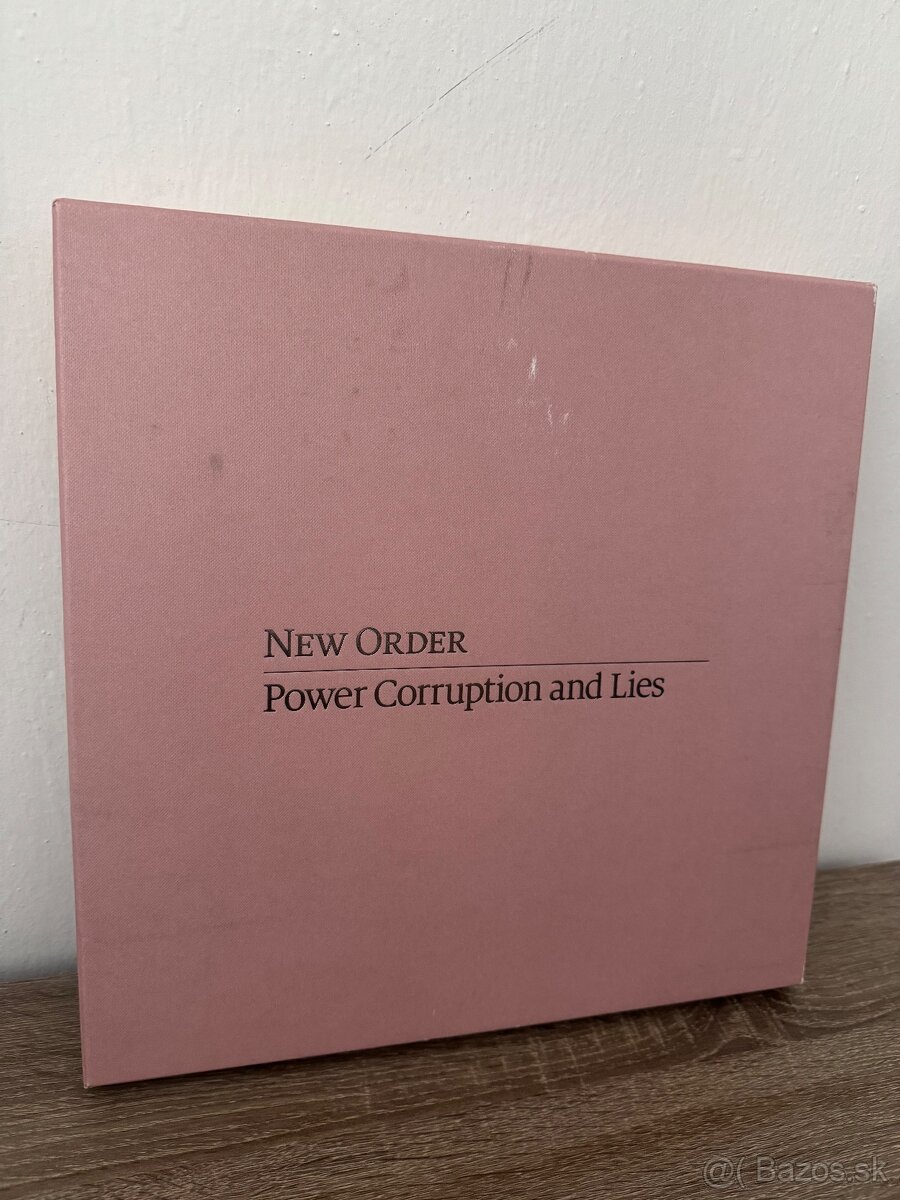 NEW ORDER
Power Corruption and Lies
@( Bazos.sk